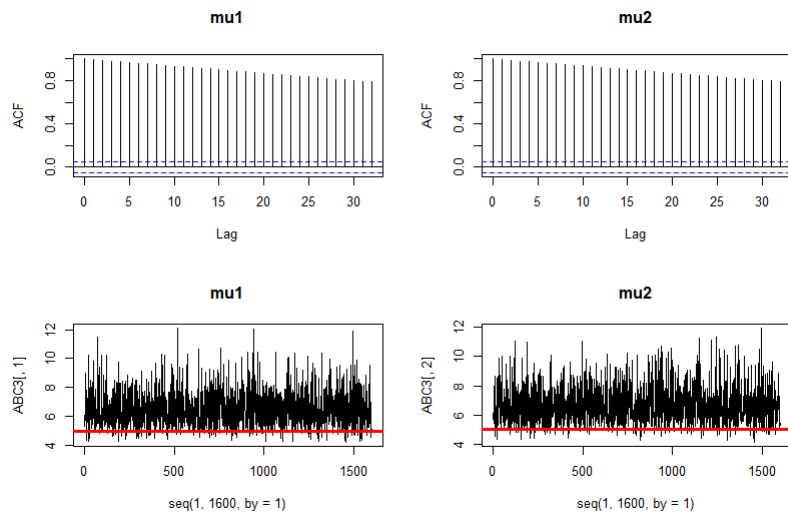 mu1
mu2
ACF
0.0 0.4 0.8
0 5 10 15 20 25 30
Lag
ACF
0.0 0.4 0.8
0 5 10 15 20 25 30
Lag
mu1
mu2
ABC3[, 1]
4 6 8 10 12
0 500 1000 1500
seq(1, 1600, by = 1)
ABC3[, 2]
4 6 8 10 12
0 500 1000 1500
seq(1, 1600, by = 1)